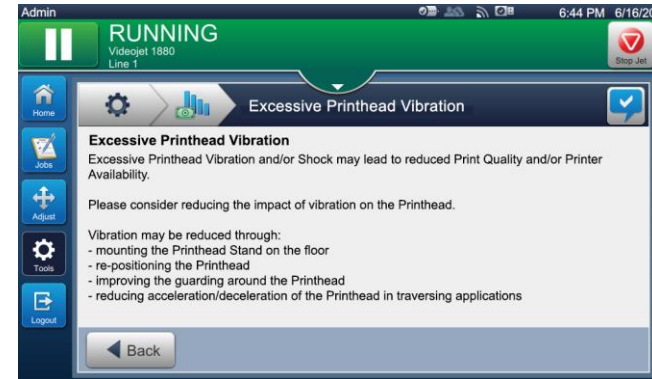 Admin
6:44 PM 6/16/20
RUNNING
Videojet 1880
Line 1
Stop Jet
Home
Excessive Printhead Vibration
Jobs
Adjust
Tools
Logout
Excessive Printhead Vibration
Excessive Printhead Vibration and/or Shock may lead to reduced Print Quality and/or Printer
Availability.
Please consider reducing the impact of vibration on the Printhead.
Vibration may be reduced through:
- mounting the Printhead Stand on the floor
- re-positioning the Printhead
- improving the guarding around the Printhead
- reducing acceleration/deceleration of the Printhead in traversing applications
Back